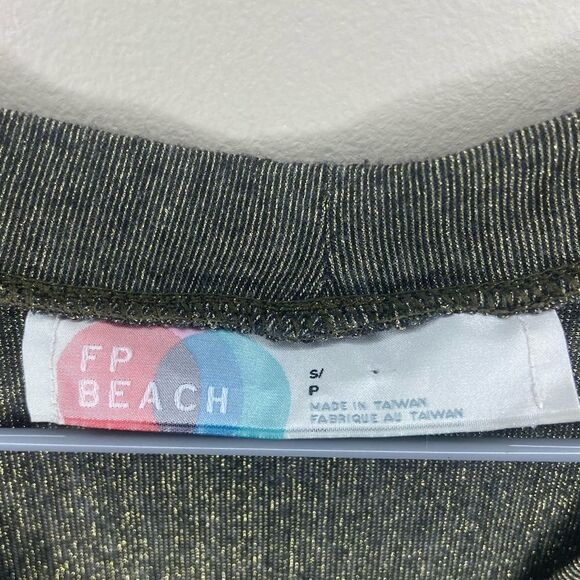 FP
BEACH
S/
P
MADE IN TAIWAN
FABRIQUE AU TAIWAN